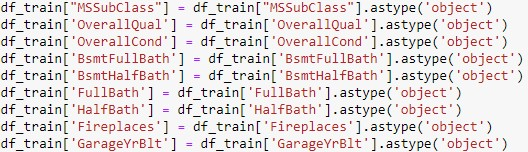 df_train["MSSubClass"] = df_train["MSSubClass"].astype('object')
df_train['OverallQual'] = df_train['OverallQual'].astype('object')
df_train['OverallCond'] = df_train['OverallCond'].astype('object')
df_train['BsmtFullBath'] = df_train['BsmtFullBath'].astype('object')
df_train['BsmtHalfBath'] = df_train['BsmtHalfBath'].astype('object')
df_train['FullBath'] = df_train['FullBath'].astype('object')
df_train['HalfBath'] = df_train['HalfBath'].astype('object')
df_train['Fireplaces'] = df_train['Fireplaces'].astype('object')
df_train['GarageYrBlt'] = df_train['GarageYrBlt'].astype('object')